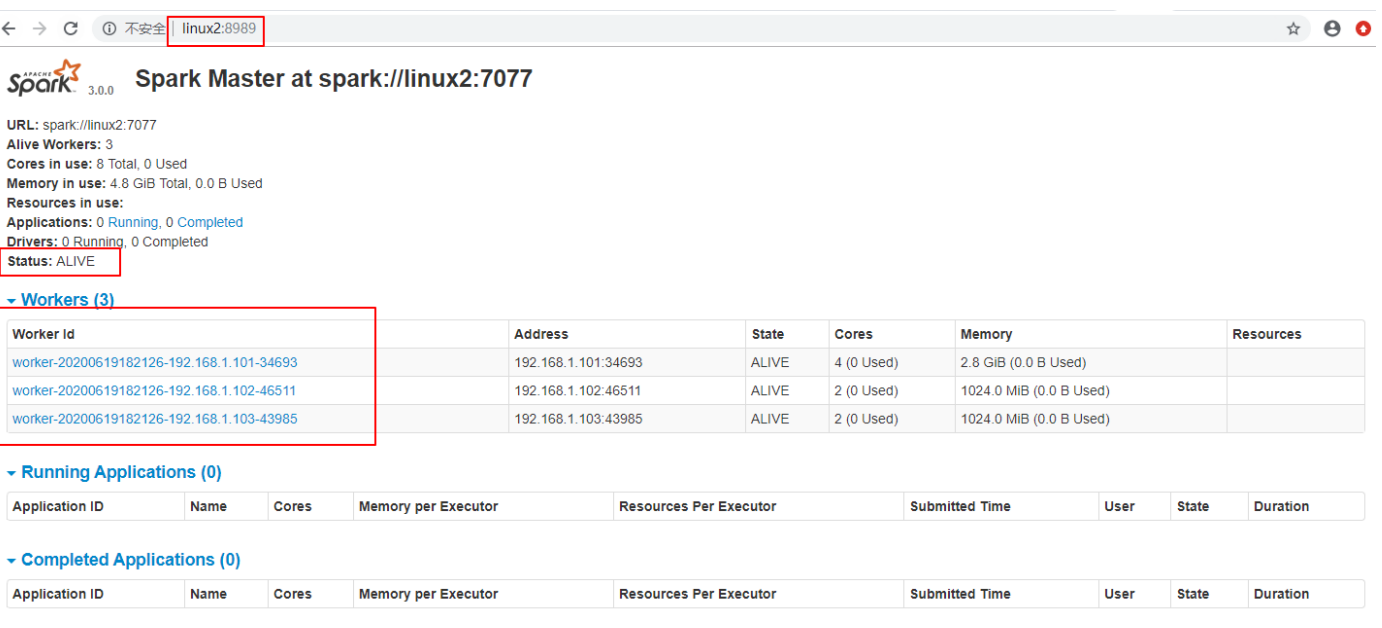 不安全 linux2:8989
APACHE Spark 3.0.0 Spark Master at spark://linux2:7077
URL: spark://linux2:7077
Alive Workers: 3
Cores in use: 8 Total, 0 Used
Memory in use: 4.8 GiB Total, 0.0 B Used
Resources in use:
Applications: 0 Running, 0 Completed
Drivers: 0 Running, 0 Completed
Status: ALIVE
Workers (3)
Worker Id Address State Cores Memory Resources
worker-20200619182126-192.168.1.101-34693 192.168.1.101:34693 ALIVE 4 (0 Used) 2.8 GiB (0.0 B Used)
worker-20200619182126-192.168.1.102-46511 192.168.1.102:46511 ALIVE 2 (0 Used) 1024.0 MiB (0.0 B Used)
worker-20200619182126-192.168.1.103-43985 192.168.1.103:43985 ALIVE 2 (0 Used) 1024.0 MiB (0.0 B Used)
Running Applications (0)
Application ID Name Cores Memory per Executor Resources Per Executor Submitted Time User State Duration
Completed Applications (0)
Application ID Name Cores Memory per Executor Resources Per Executor Submitted Time User State Duration